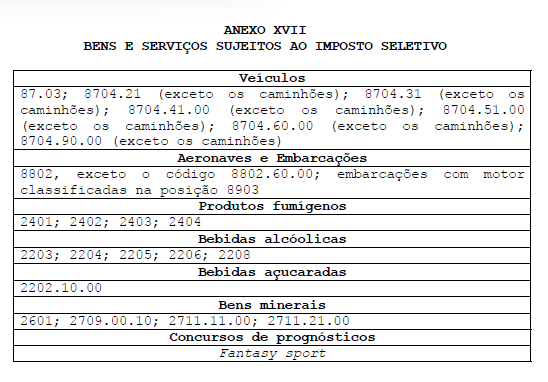 ANEXO XVII
BENS E SERVIÇOS SUJEITOS AO IMPOSTO SELETIVO
Veículos
87.03; 8704.21 (exceto os caminhões); 8704.31 (exceto os
caminhões); 8704.41.00 (exceto os caminhões); 8704.51.00
(exceto os caminhões); 8704.60.00 (exceto os caminhões);
8704.90.00 (exceto os caminhões)
Aeronaves e Embarcações
8802, exceto o código 8802.60.00; embarcações com motor
classificadas na posição 8903
Produtos fumígenos
2401; 2402; 2403; 2404
Bebidas alcóolicas
2203; 2204; 2205; 2206; 2208
Bebidas açucaradas
2202.10.00
Bens minerais
2601; 2709.00.10; 2711.11.00; 2711.21.00
Concursos de prognósticos
Fantasy sport